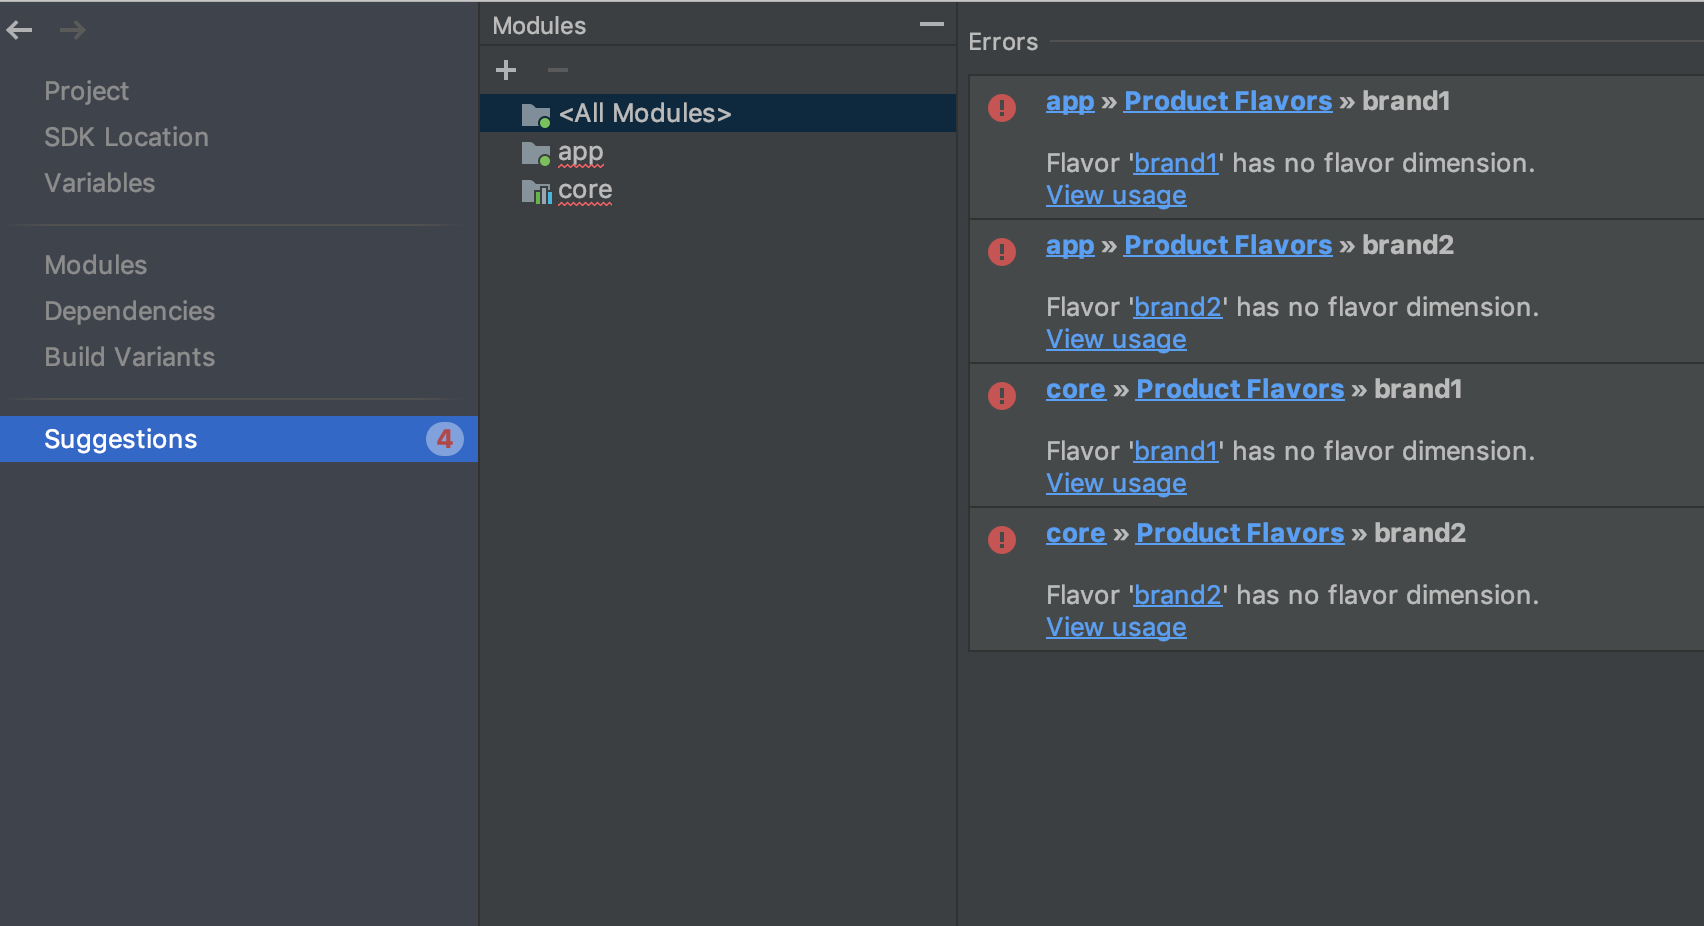 Project
SDK Location
Variables
Modules
Dependencies
Build Variants
Suggestions 4
Modules
<All Modules>
app
core
Errors
app » Product Flavors » brand1
Flavor 'brand1' has no flavor dimension.
View usage
app » Product Flavors » brand2
Flavor 'brand2' has no flavor dimension.
View usage
core » Product Flavors » brand1
Flavor 'brand1' has no flavor dimension.
View usage
core » Product Flavors » brand2
Flavor 'brand2' has no flavor dimension.
View usage